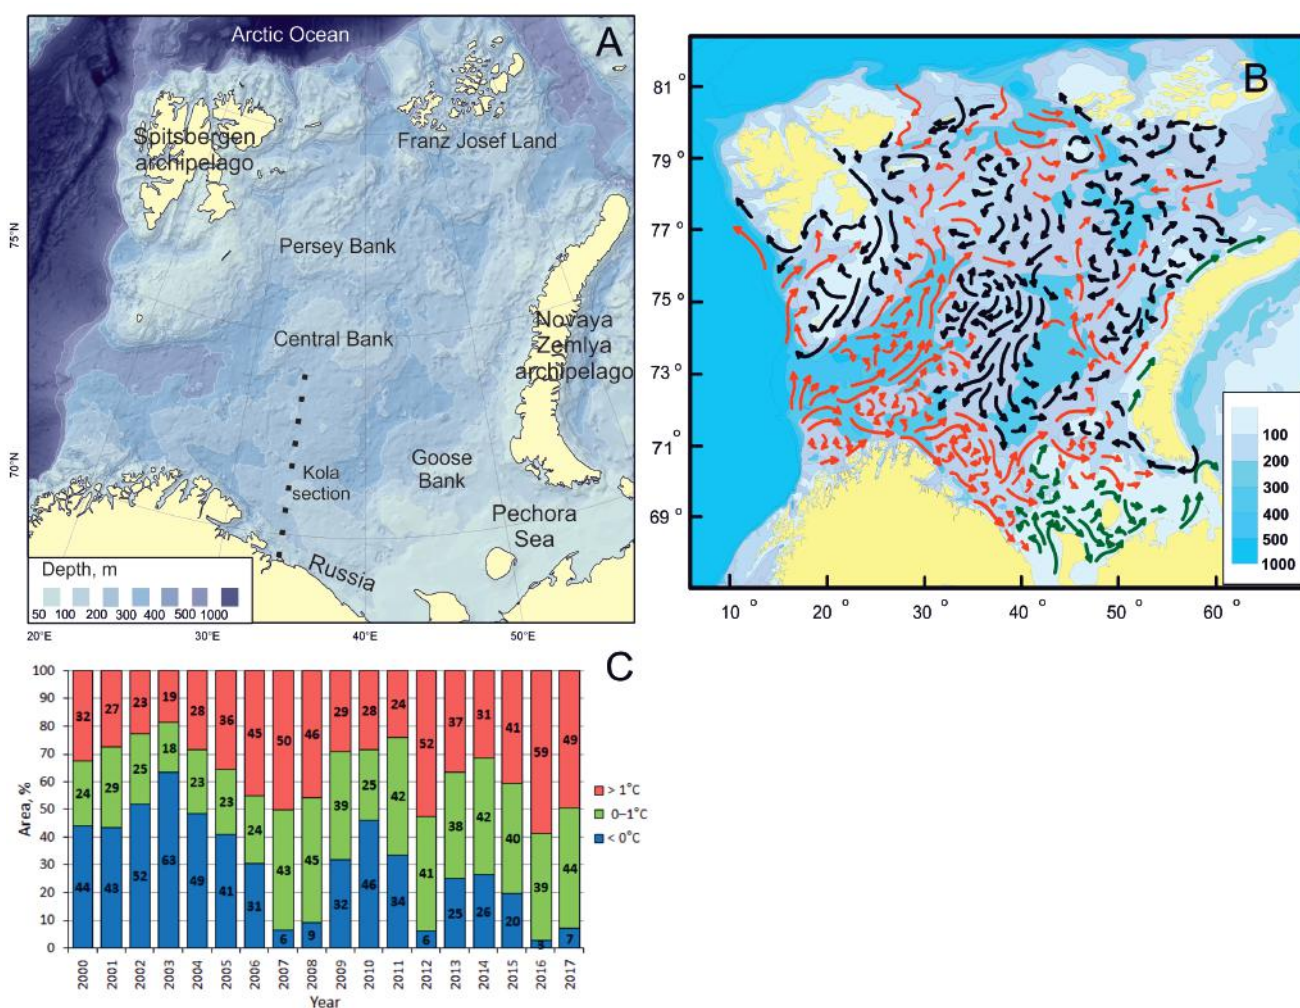 Arctic Ocean
A
Spitsbergen
archipelago
Franz Josef Land
75°N
Persey Bank
Central Bank
Novaya
Zemlya
archipelago
70°N
Kola
section
Goose
Bank
Pechora
Sea
Russia
Depth, m
50 100 200 300 400 500 1000
20°E 30°E 40°E 50°E
B
81 °
79 °
77 °
75 °
73 °
71 °
69 °
100
200
300
400
500
1000
10 ° 20 ° 30 ° 40 ° 50 ° 60 °
C
100
90
80
70
60
50
40
30
20
10
0
Area, %
32 27 23 19 28 36 45 50 46 29 28 24 52 37 31 41 59 49
24 29 25 18 23 23 24 43 45 39 25 42 41 38 42 40 39 44
44 43 52 63 49 41 31 6 9 32 46 34 6 25 26 20 3 7
> 1°C
0–1°C
< 0°C
2000 2001 2002 2003 2004 2005 2006 2007 2008 2009 2010 2011 2012 2013 2014 2015 2016 2017
Year